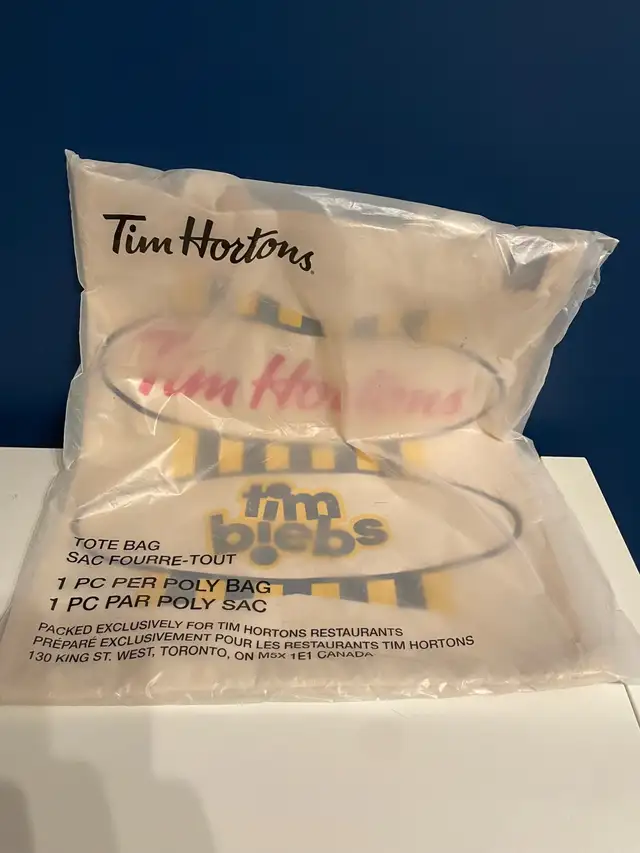 Tim Hortons
Tim Hortons
tim
biebs
TOTE BAG
SAC FOURRE-TOUT
1 PC PER POLY BAG
1 PC PAR POLY SAC
PACKED EXCLUSIVELY FOR TIM HORTONS RESTAURANTS
PRÉPARÉ EXCLUSIVEMENT POUR LES RESTAURANTS TIM HORTONS
130 KING ST. WEST, TORONTO, ON M5X 1E1 CANADA